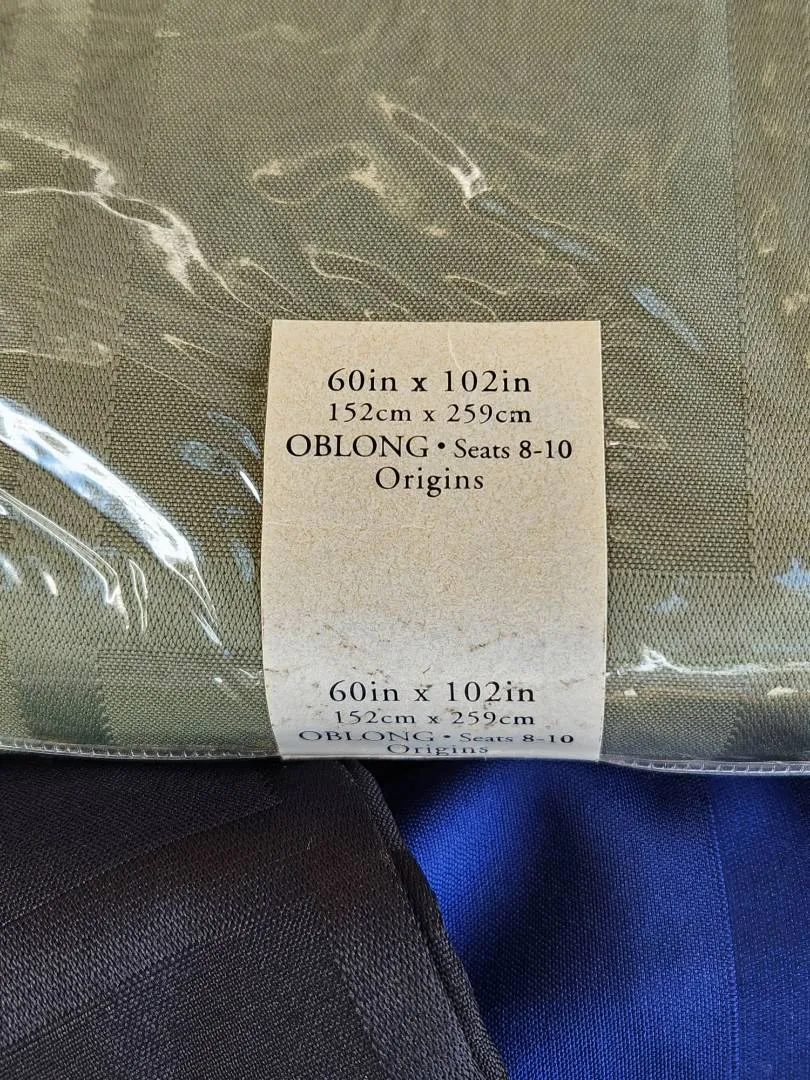 60in x 102in
152cm x 259cm
OBLONG • Seats 8-10
Origins
60in x 102in
152cm x 259cm
OBLONG • Seats 8-10
Origins